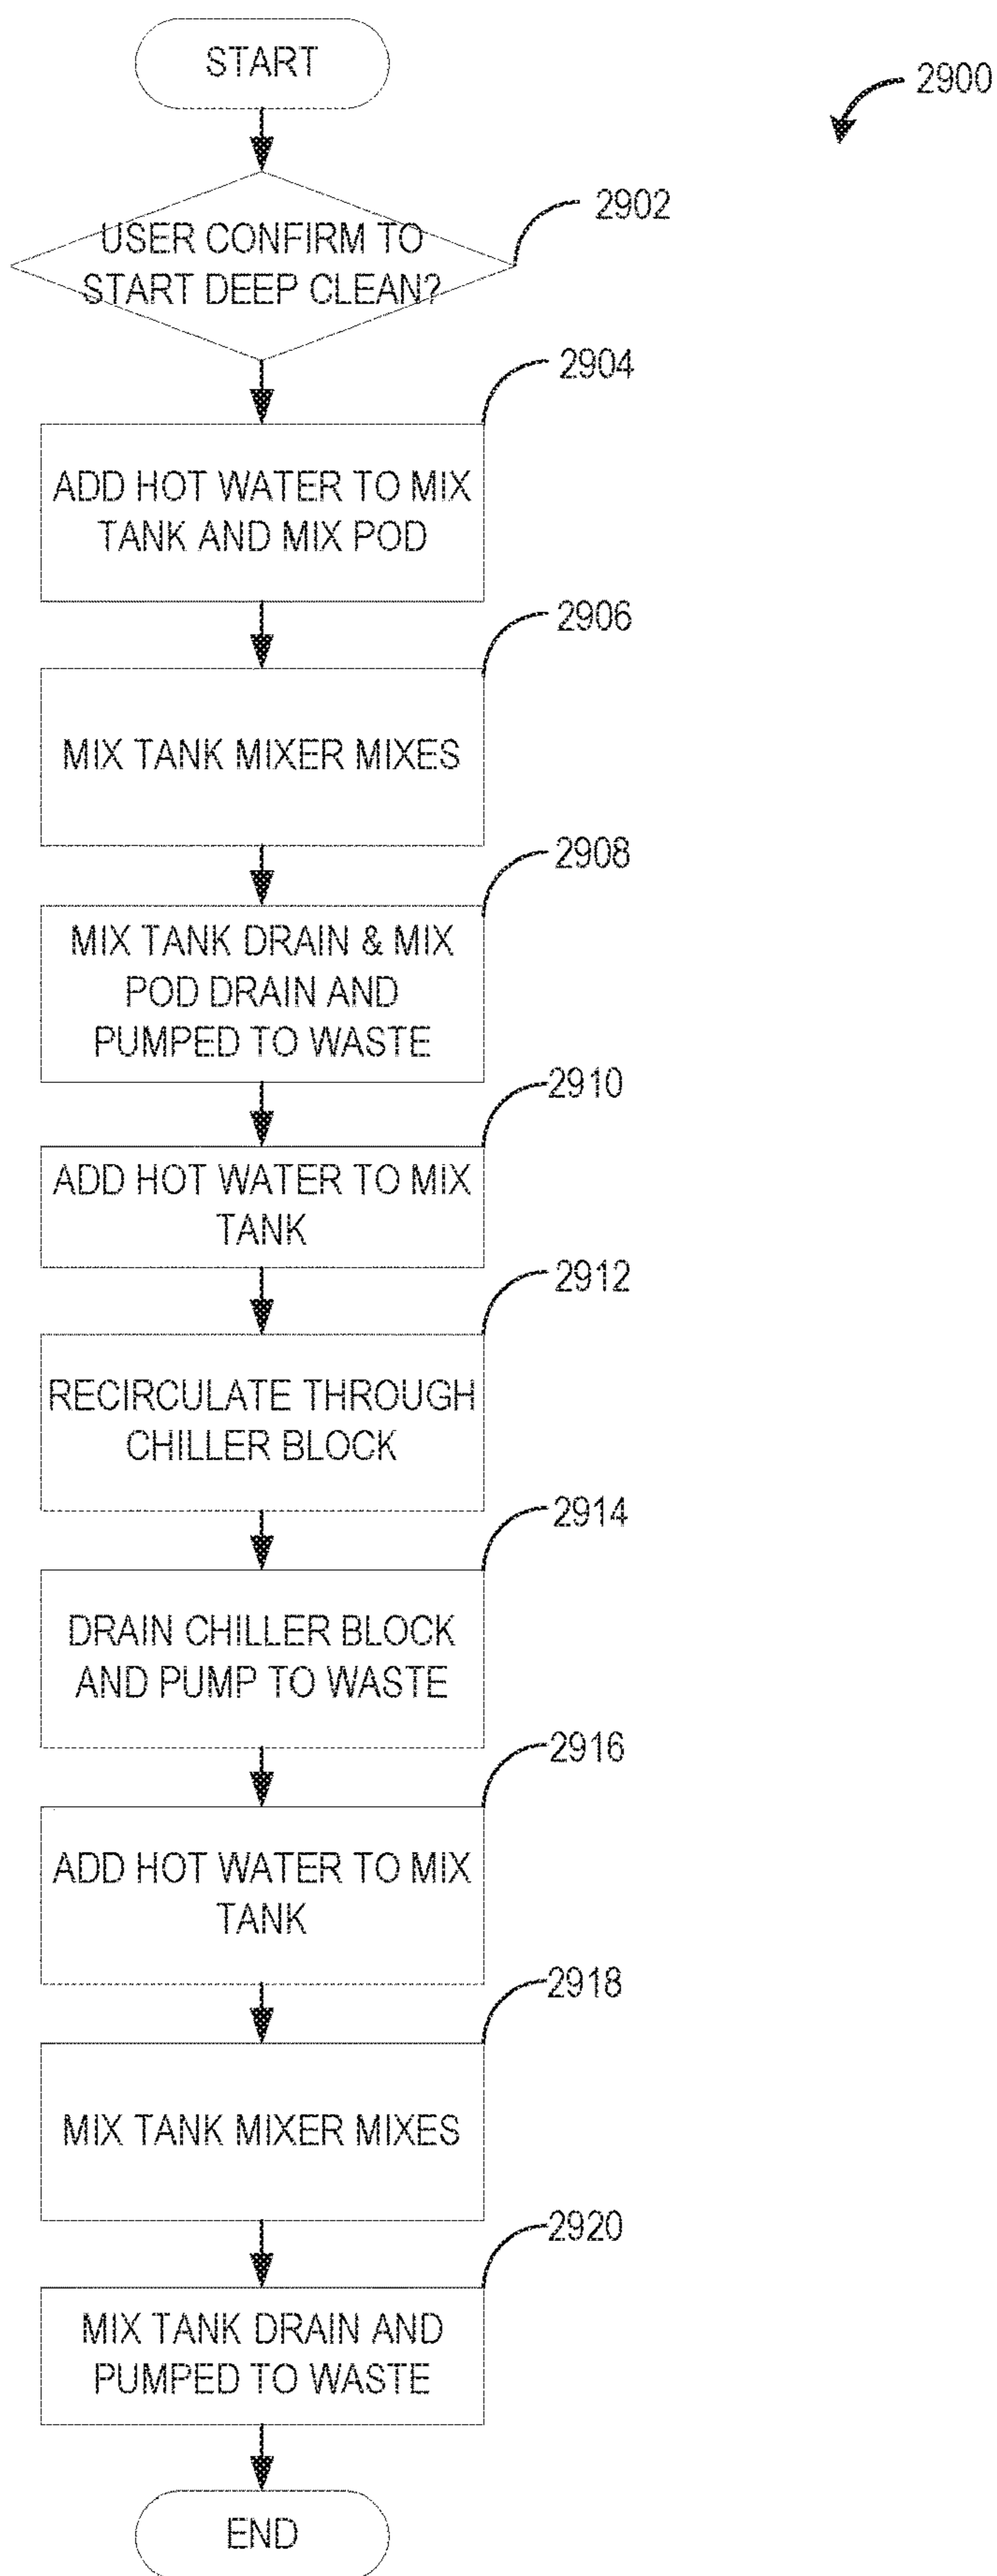 START
2900
2902
USER CONFIRM TO
START DEEP CLEAN?
2904
ADD HOT WATER TO MIX
TANK AND MIX POD
2906
MIX TANK MIXER MIXES
2908
MIX TANK DRAIN & MIX
POD DRAIN AND
PUMPED TO WASTE
2910
ADD HOT WATER TO MIX
TANK
2912
RECIRCULATE THROUGH
CHILLER BLOCK
2914
DRAIN CHILLER BLOCK
AND PUMP TO WASTE
2916
ADD HOT WATER TO MIX
TANK
2918
MIX TANK MIXER MIXES
2920
MIX TANK DRAIN AND
PUMPED TO WASTE
END